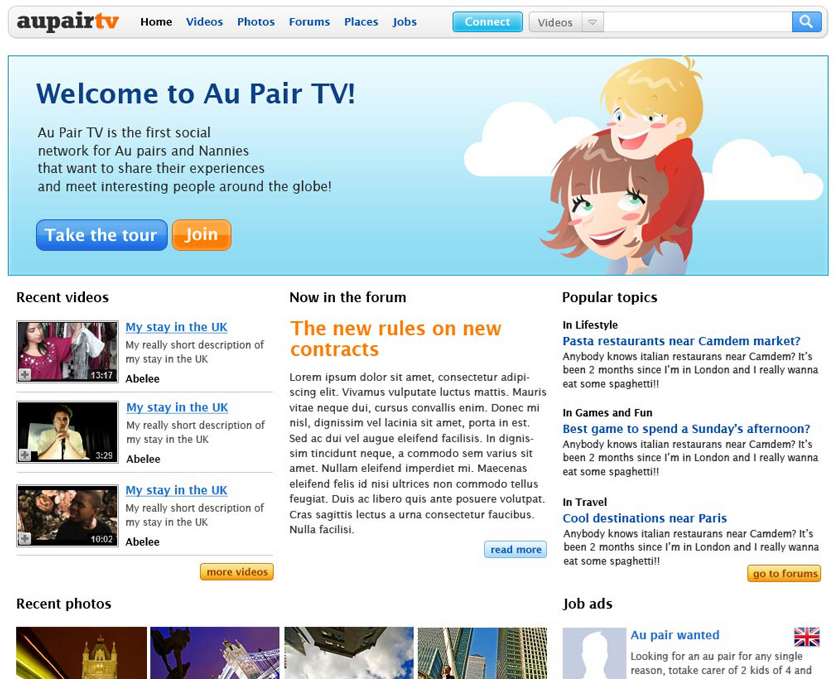 aupairtv
Home Videos Photos Forums Places Jobs Connect Videos
Welcome to Au Pair TV!
Au Pair TV is the first social
network for Au pairs and Nannies
that want to share their experiences
and meet interesting people around the globe!
Take the tour Join
Recent videos
My stay in the UK
My really short description of
my stay in the UK
Abelee
13:17
My stay in the UK
My really short description of
my stay in the UK
Abelee
3:29
My stay in the UK
My really short description of
my stay in the UK
Abelee
10:02
more videos
Now in the forum
The new rules on new
contracts
Lorem ipsum dolor sit amet, consectetur adipi-
scing elit. Vivamus vulputate luctus mattis. Mauris
vitae neque dui, cursus convallis enim. Donec mi
nisl, dignissim vel lacinia sit amet, porta in est.
Sed ac dui vel augue eleifend facilisis. In dignis-
sim tincidunt neque, a commodo sem varius sit
amet. Nullam eleifend imperdiet mi. Maecenas
eleifend felis id nisi ultrices non commodo tellus
feugiat. Duis ac libero quis ante posuere volutpat.
Cras sagittis lectus a urna consectetur faucibus.
Nulla facilisi.
read more
Popular topics
In Lifestyle
Pasta restaurants near Camdem market?
Anybody knows italian restaurans near Camdem? It's
been 2 months since I'm in London and I really wanna
eat some spaghetti!!
In Games and Fun
Best game to spend a Sunday's afternoon?
Anybody knows italian restaurans near Camdem? It's
been 2 months since I'm in London and I really wanna
eat some spaghetti!!
In Travel
Cool destinations near Paris
Anybody knows italian restaurans near Camdem? It's
been 2 months since I'm in London and I really wanna
eat some spaghetti!!
go to forums
Recent photos
Job ads
Au pair wanted
Looking for an au pair for any single
reason, totake carer of 2 kids of 4 and